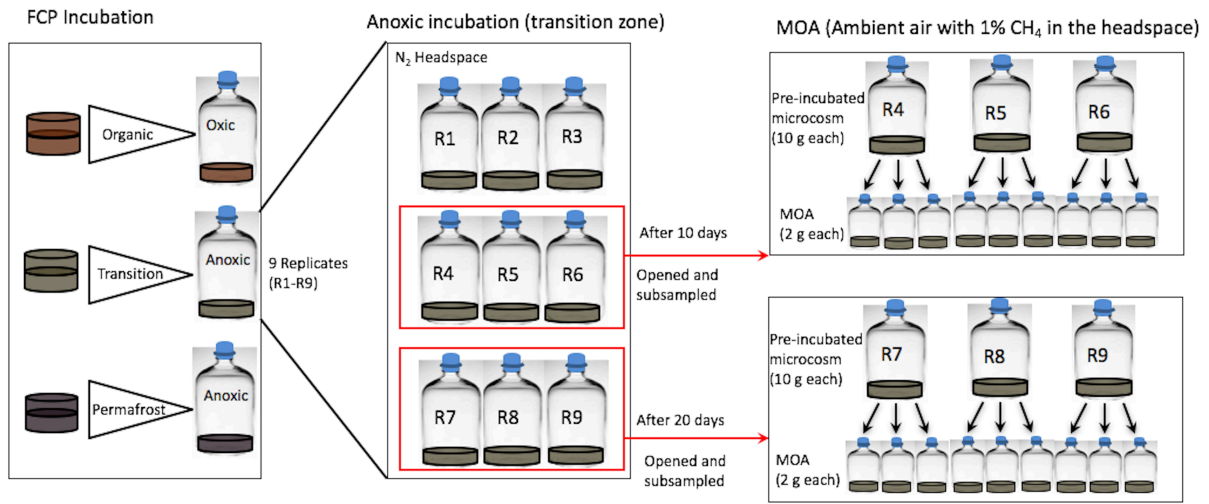 FCP Incubation
Organic
Oxic
Transition
Anoxic
9 Replicates
(R1-R9)
Permafrost
Anoxic
Anoxic incubation (transition zone)
N₂ Headspace
R1 R2 R3
R4 R5 R6
R7 R8 R9
After 10 days
Opened and
subsampled
After 20 days
Opened and
subsampled
MOA (Ambient air with 1% CH₄ in the headspace)
Pre-incubated
microcosm
(10 g each)
R4 R5 R6
MOA
(2 g each)
Pre-incubated
microcosm
(10 g each)
R7 R8 R9
MOA
(2 g each)